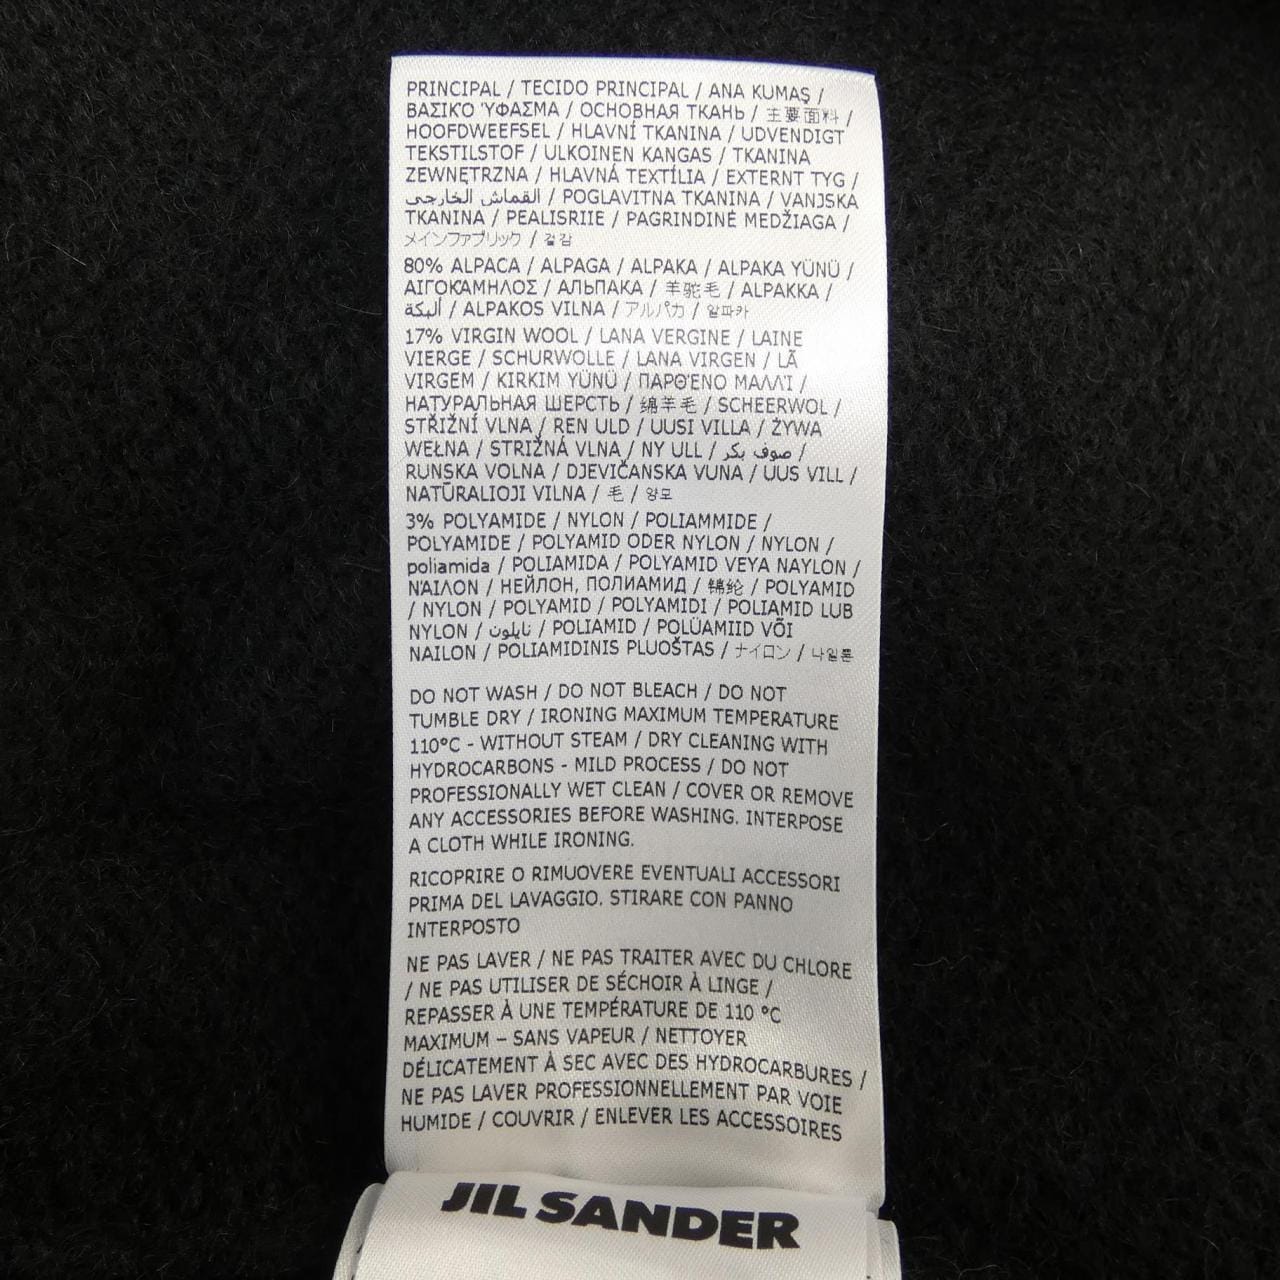 PRINCIPAL / TECIDO PRINCIPAL / ANA KUMAŞ /
ΒΑΣΙΚΌ ΎΦΑΣΜΑ / ОСНОВНАЯ ТКАНЬ / 主要面料 /
HOOFDWEEFSEL / HLAVNÍ TKANINA / UDVENDIGT
TEKSTILSTOF / ULKOINEN KANGAS / TKANINA
ZEWNĘTRZNA / HLAVNÁ TEXTÍLIA / EXTERNT TYG /
القماش الخارجي / POGLAVITNA TKANINA / VANJSKA
TKANINA / PEALISRIIE / PAGRINDINĖ MEDŽIAGA /
メインファブリック / 겉감
80% ALPACA / ALPAGA / ALPAKA / ALPAKA YÜNÜ /
ΑΙΓΟΚΆΜΗΛΟΣ / АЛЬПАКА / 羊驼毛 / ALPAKKA /
ألبكة / ALPAKOS VILNA / アルパカ / 알파카
17% VIRGIN WOOL / LANA VERGINE / LAINE
VIERGE / SCHURWOLLE / LANA VIRGEN / LÃ
VIRGEM / KIRKIM YÜNÜ / ΠΑΡΘΈΝΟ ΜΑΛΛΊ /
НАТУРАЛЬНАЯ ШЕРСТЬ / 绵羊毛 / SCHEERWOL /
STŘIŽNÍ VLNA / REN ULD / UUSI VILLA / ŻYWA
WEŁNA / STRIŽNÁ VLNA / NY ULL / صوف بكر /
RUNSKA VOLNA / DJEVIČANSKA VUNA / UUS VILL /
NATŪRALIOJI VILNA / 毛 / 양모
3% POLYAMIDE / NYLON / POLIAMMIDE /
POLYAMIDE / POLYAMID ODER NYLON / NYLON /
poliamida / POLIAMIDA / POLYAMID VEYA NAYLON /
ΝΆΙΛΟΝ / НЕЙЛОН, ПОЛИАМИД / 锦纶 / POLYAMID
/ NYLON / POLYAMID / POLYAMIDI / POLIAMID LUB
NYLON / نايلون / POLIAMID / POLÜAMIID VÕI
NAILON / POLIAMIDINIS PLUOŠTAS / ナイロン / 나일론
DO NOT WASH / DO NOT BLEACH / DO NOT
TUMBLE DRY / IRONING MAXIMUM TEMPERATURE
110°C - WITHOUT STEAM / DRY CLEANING WITH
HYDROCARBONS - MILD PROCESS / DO NOT
PROFESSIONALLY WET CLEAN / COVER OR REMOVE
ANY ACCESSORIES BEFORE WASHING. INTERPOSE
A CLOTH WHILE IRONING.
RICOPRIRE O RIMUOVERE EVENTUALI ACCESSORI
PRIMA DEL LAVAGGIO. STIRARE CON PANNO
INTERPOSTO
NE PAS LAVER / NE PAS TRAITER AVEC DU CHLORE
/ NE PAS UTILISER DE SÉCHOIR À LINGE /
REPASSER À UNE TEMPÉRATURE DE 110 °C
MAXIMUM – SANS VAPEUR / NETTOYER
DÉLICATEMENT À SEC AVEC DES HYDROCARBURES /
NE PAS LAVER PROFESSIONNELLEMENT PAR VOIE
HUMIDE / COUVRIR / ENLEVER LES ACCESSOIRES
JIL SANDER